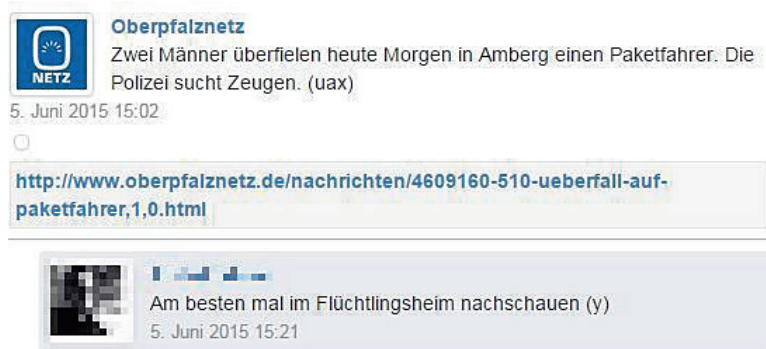 NETZ
Oberpfalznetz
Zwei Männer überfielen heute Morgen in Amberg einen Paketfahrer. Die
Polizei sucht Zeugen. (uax)
5. Juni 2015 15:02
http://www.oberpfalznetz.de/nachrichten/4609160-510-ueberfall-auf-
paketfahrer,1,0.html
Am besten mal im Flüchtlingsheim nachschauen (y)
5. Juni 2015 15:21